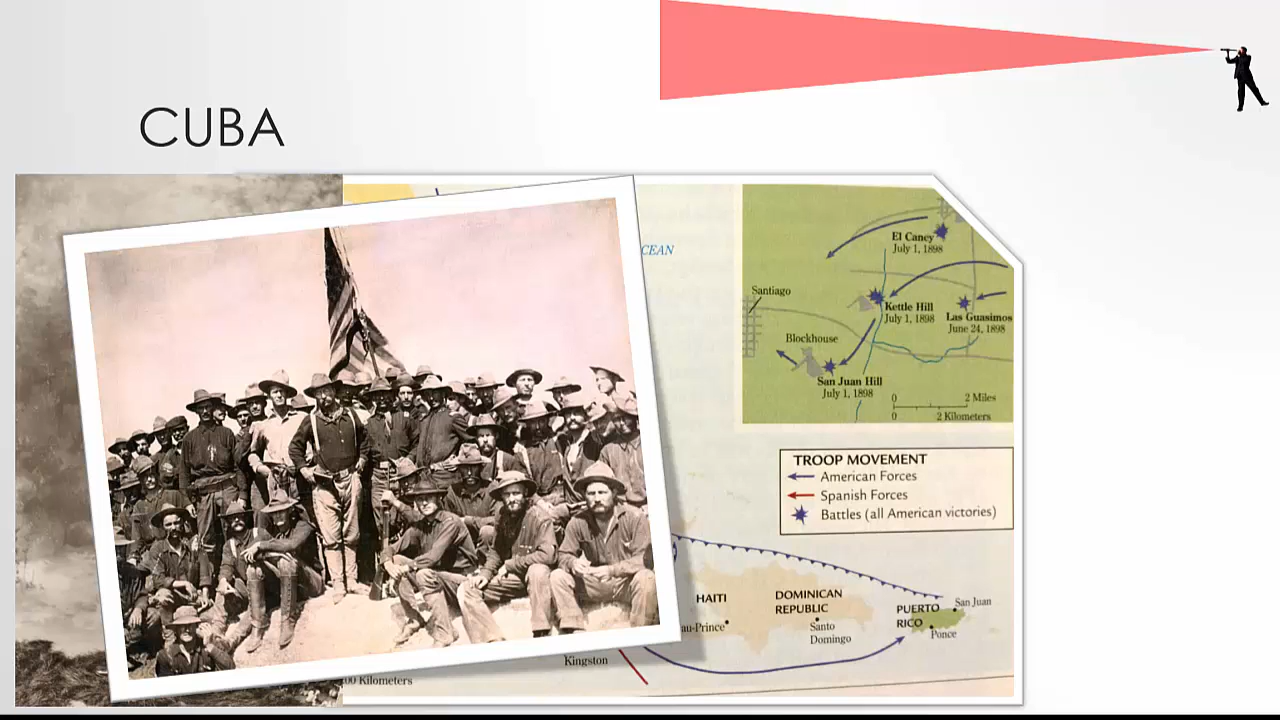 CUBA
CEAN
El Caney
July 1, 1898
Santiago
Kettle Hill
July 1, 1898
Las Guasimos
June 24, 1898
Blockhouse
San Juan Hill
July 1, 1898
0 2 Miles
0 2 Kilometers
TROOP MOVEMENT
American Forces
Spanish Forces
Battles (all American victories)
HAITI
au-Prince
DOMINICAN
REPUBLIC
Santo
Domingo
PUERTO
RICO
San Juan
Ponce
Kingston
00 Kilometers